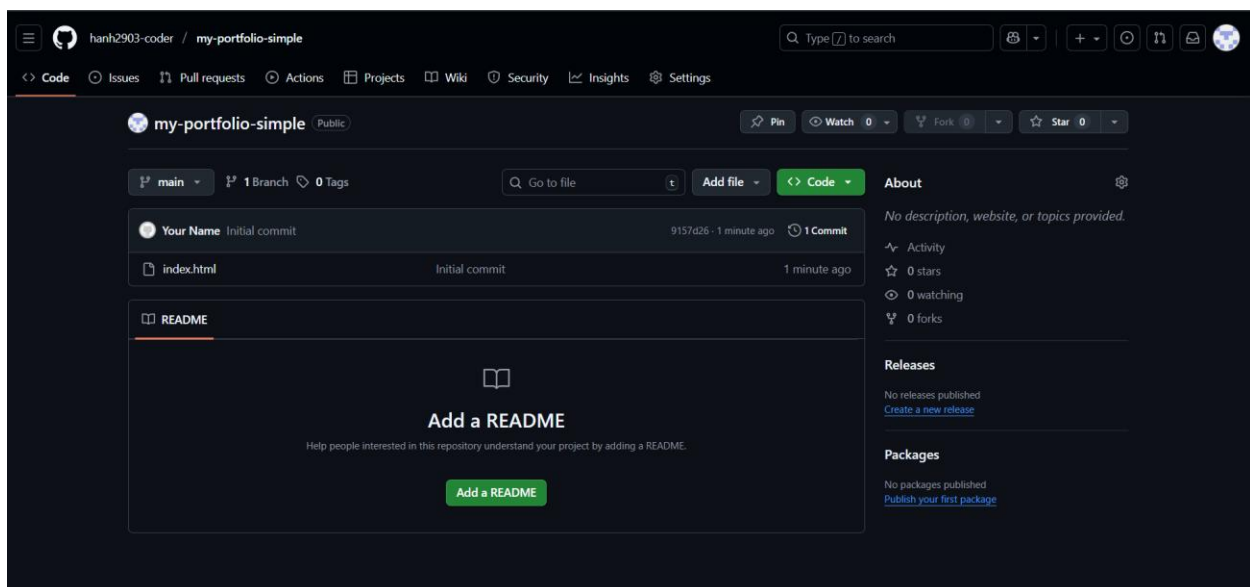 hanh2903-coder / my-portfolio-simple Type / to search
Code Issues Pull requests Actions Projects Wiki Security Insights Settings
my-portfolio-simple Public Pin Watch 0 Fork 0 Star 0
main 1 Branch 0 Tags Go to file t Add file Code
Your Name Initial commit 9157d26 · 1 minute ago 1 Commit
index.html Initial commit 1 minute ago
README
Add a README
Help people interested in this repository understand your project by adding a README.
Add a README
About
No description, website, or topics provided.
Activity
0 stars
0 watching
0 forks
Releases
No releases published
Create a new release
Packages
No packages published
Publish your first package